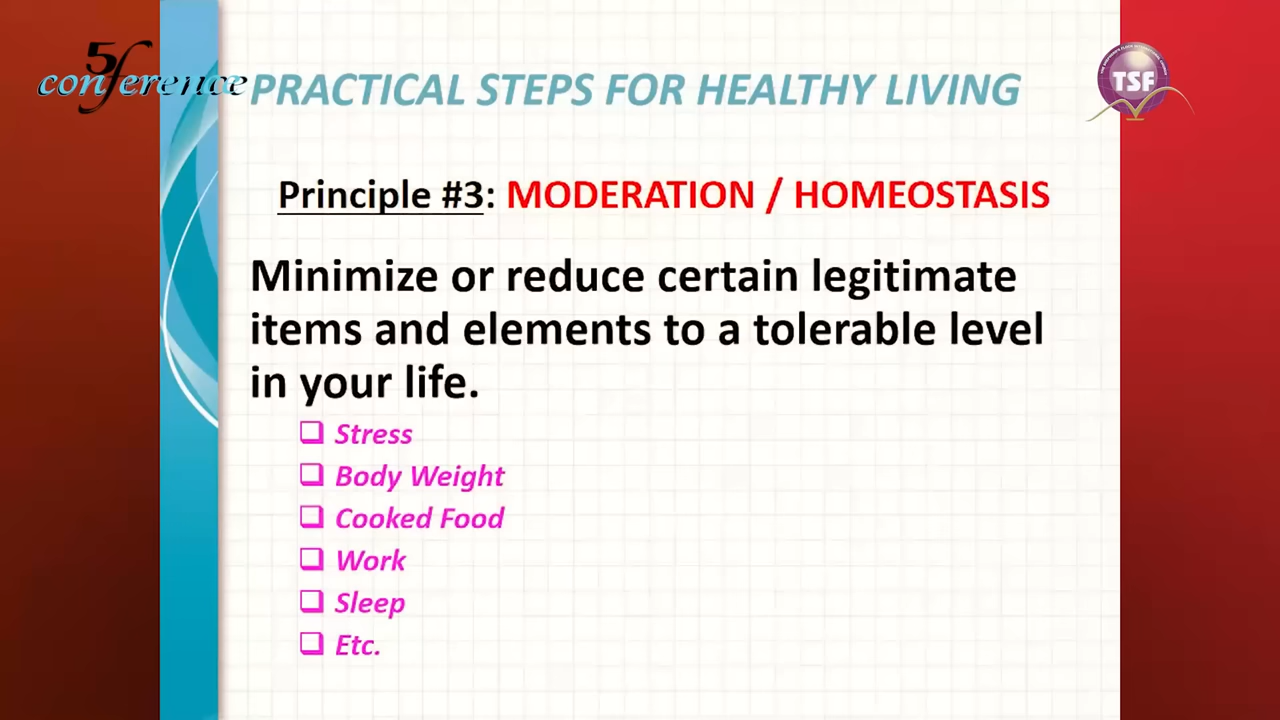 5f conference
PRACTICAL STEPS FOR HEALTHY LIVING
TSF
Principle #3: MODERATION / HOMEOSTASIS
Minimize or reduce certain legitimate
items and elements to a tolerable level
in your life.
Stress
Body Weight
Cooked Food
Work
Sleep
Etc.